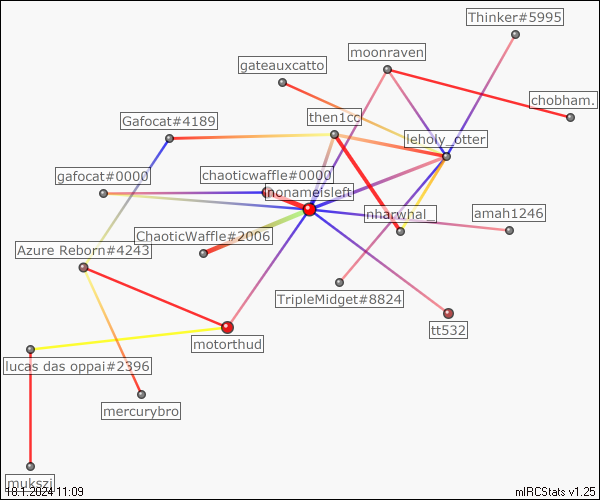 Thinker#5995
moonraven
gateauxcatto
chobham.
then1cc
Gafocat#4189
leholy_otter
chaoticwaffle#0000
gafocat#0000
nonameisleft
nharwhal_
amah1246
ChaoticWaffle#2006
Azure Reborn#4243
TripleMidget#8824
tt532
motorthud
lucas das oppai#2396
mercurybro
mukszi
18.1.2024 11:09
mIRCStats v1.25